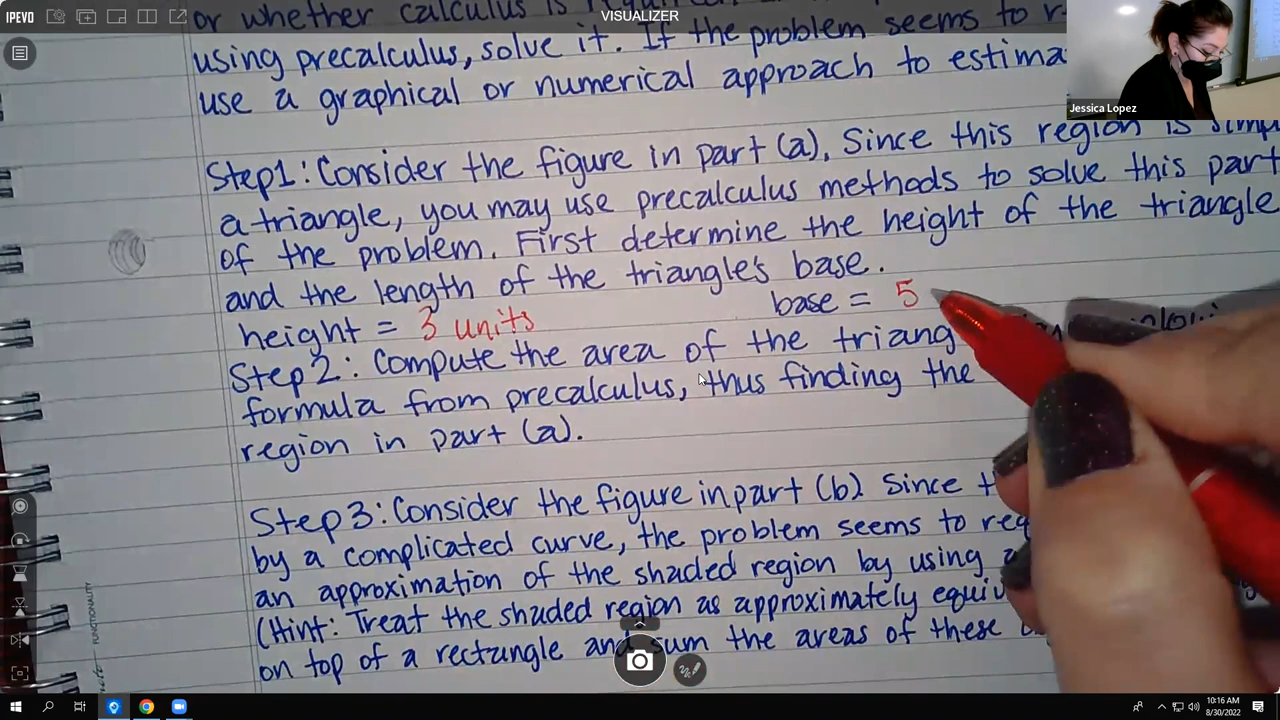 IPEVO
VISUALIZER
or whether calculus is
using precalculus, solve it. If the problem seems to
use a graphical or numerical approach to
Jessica Lopez
Step1: Consider the figure in part (a), Since this region is
a triangle, you may use precalculus methods to solve this part
of the problem. First determine the height of the triangle
and the length of the triangle's base.
height = 3 units
base = 5
Step 2: Compute the area of the
formula from precalculus, thus finding the
region in part (a).
Step 3: Consider the figure in part (b). Since
by a complicated curve, the problem seems to
an approximation of the shaded region by using
(Hint: Treat the shaded region as approximately
on top of a rectangle and sum the areas of these
FUNCTIONALITY
10:16 AM
8/30/2022